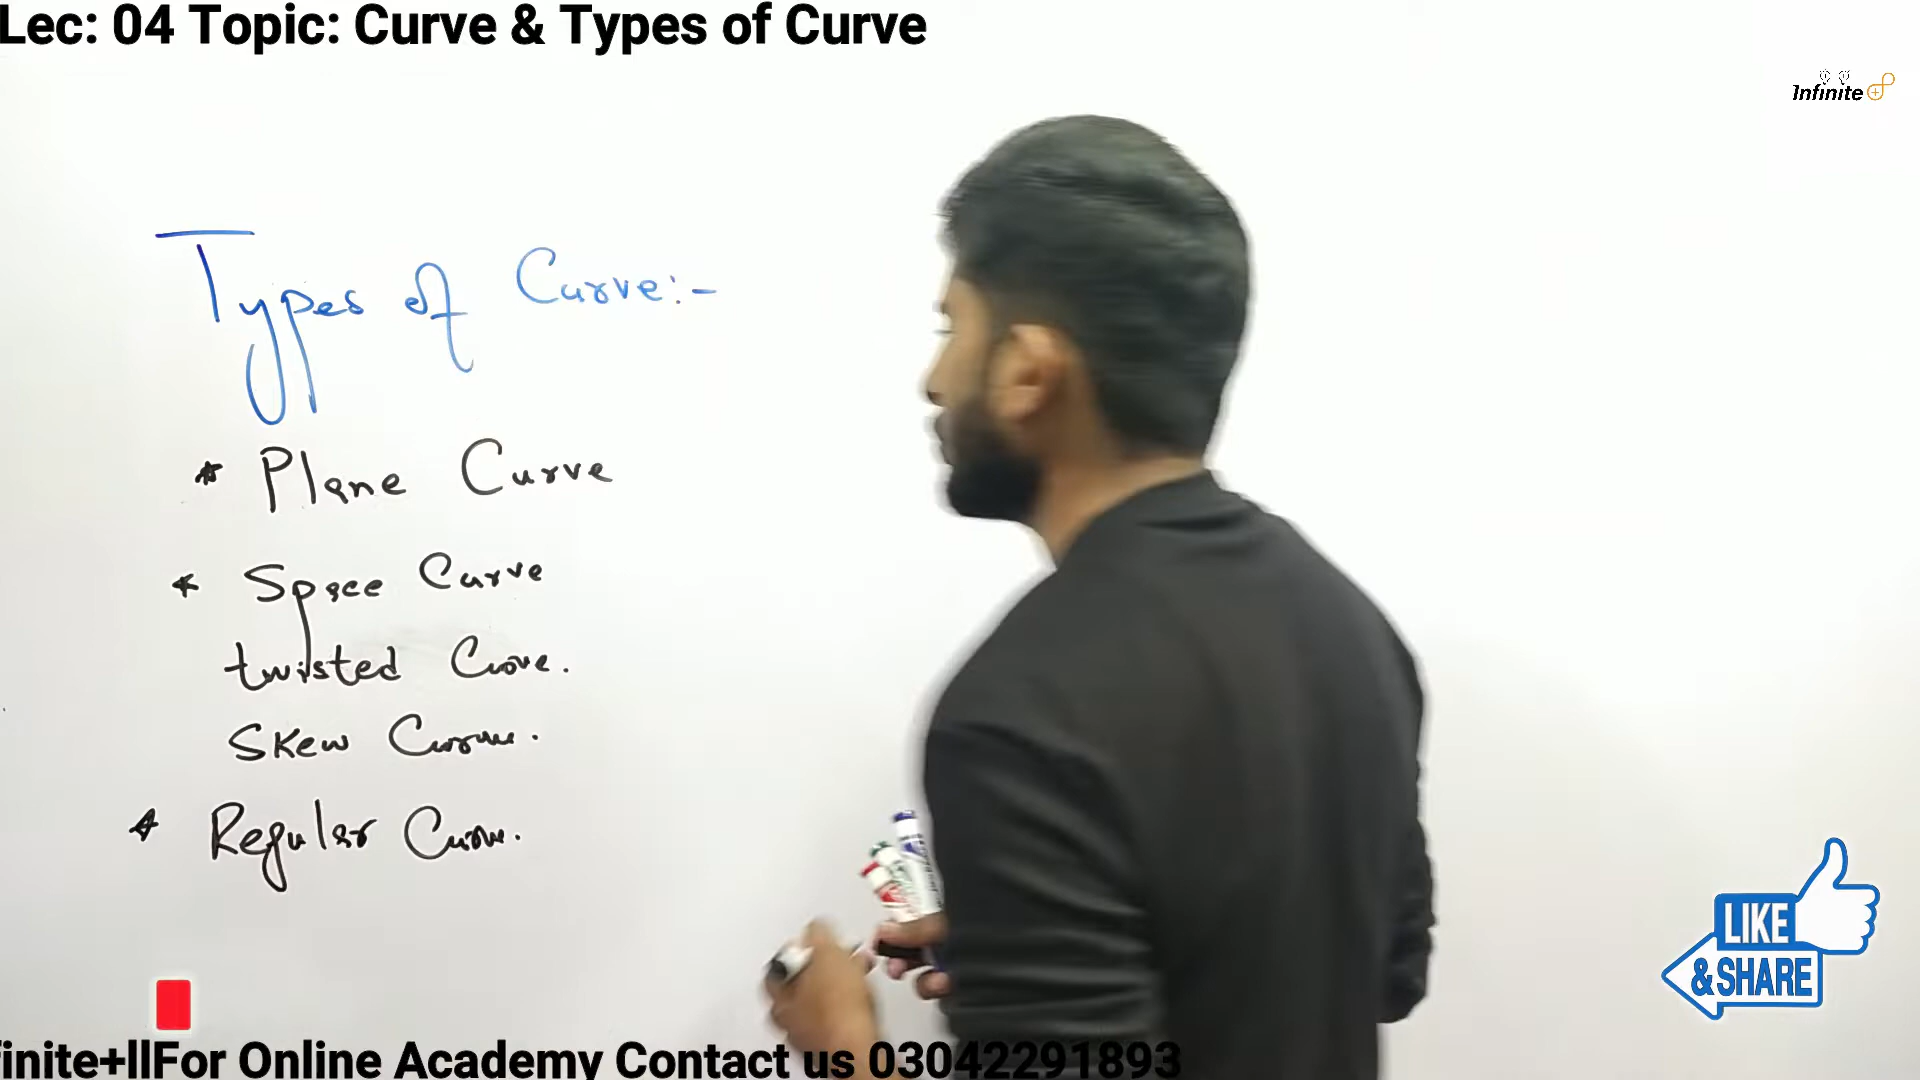 Lec: 04 Topic: Curve & Types of Curve
Infinite +
Types of Curve:-
* Plane Curve
* Space Curve
twisted Curve.
Skew Curve.
* Regular Curve.
LIKE
& SHARE
finite+llFor Online Academy Contact us 03042291893